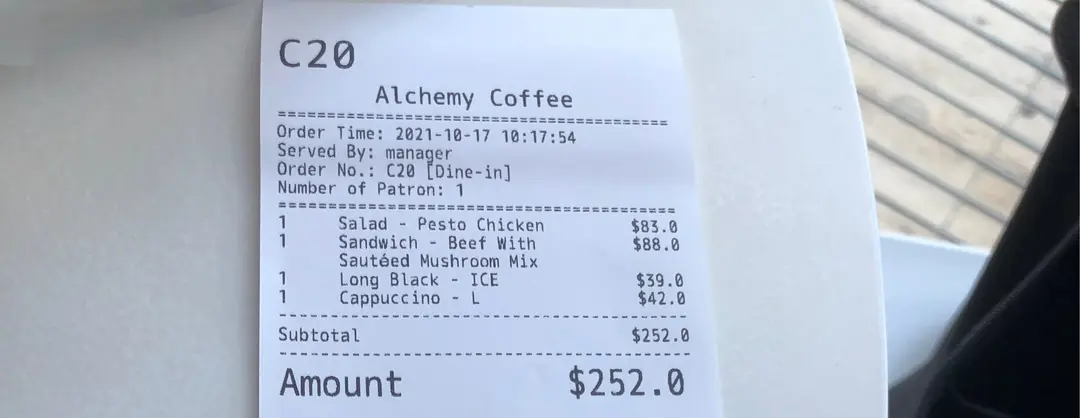 C20
Alchemy Coffee
========================================
Order Time: 2021-10-17 10:17:54
Served By: manager
Order No.: C20 [Dine-in]
Number of Patron: 1
========================================
1 Salad - Pesto Chicken $83.0
1 Sandwich - Beef With $88.0
Sautéed Mushroom Mix
1 Long Black - ICE $39.0
1 Cappuccino - L $42.0
----------------------------------------
Subtotal $252.0
----------------------------------------
Amount $252.0